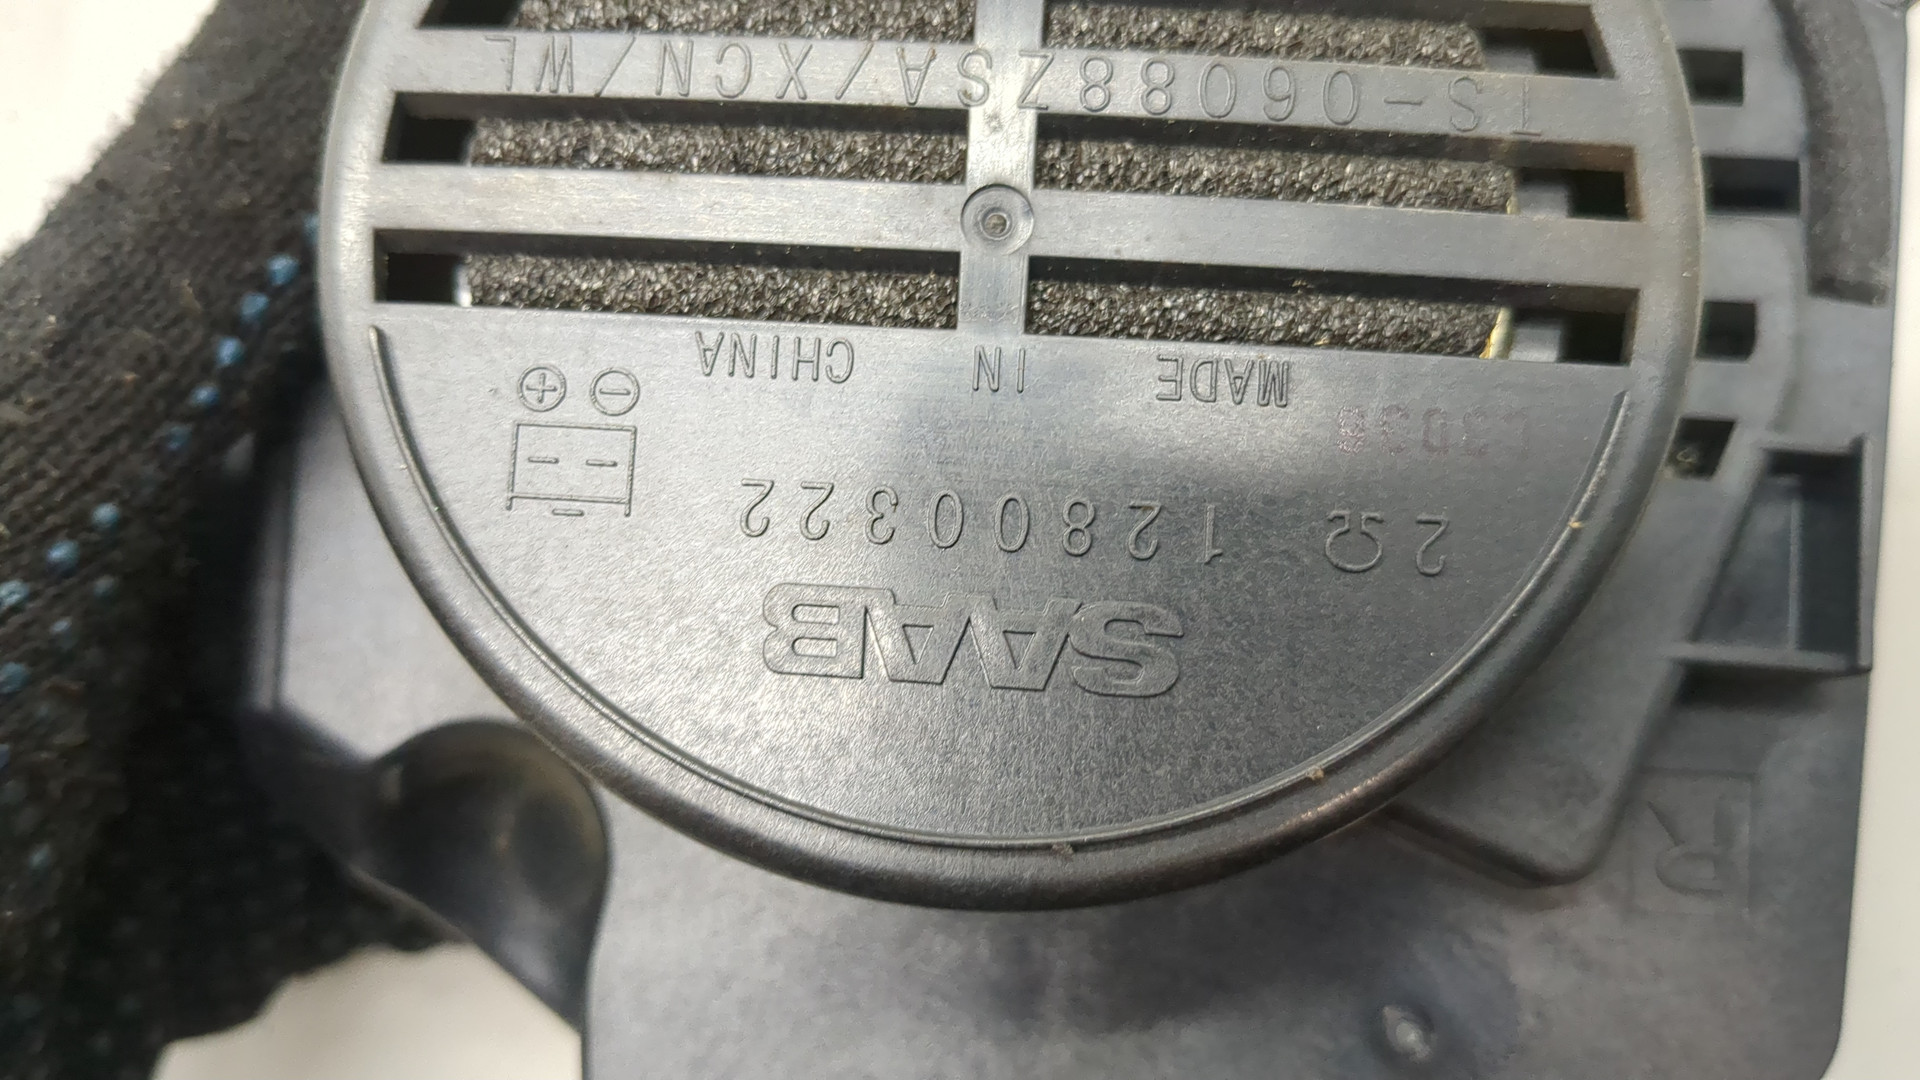 R
SAAB
2Ω 12800322
− +
MADE IN CHINA
TS-06088ZSA/XCN/WL